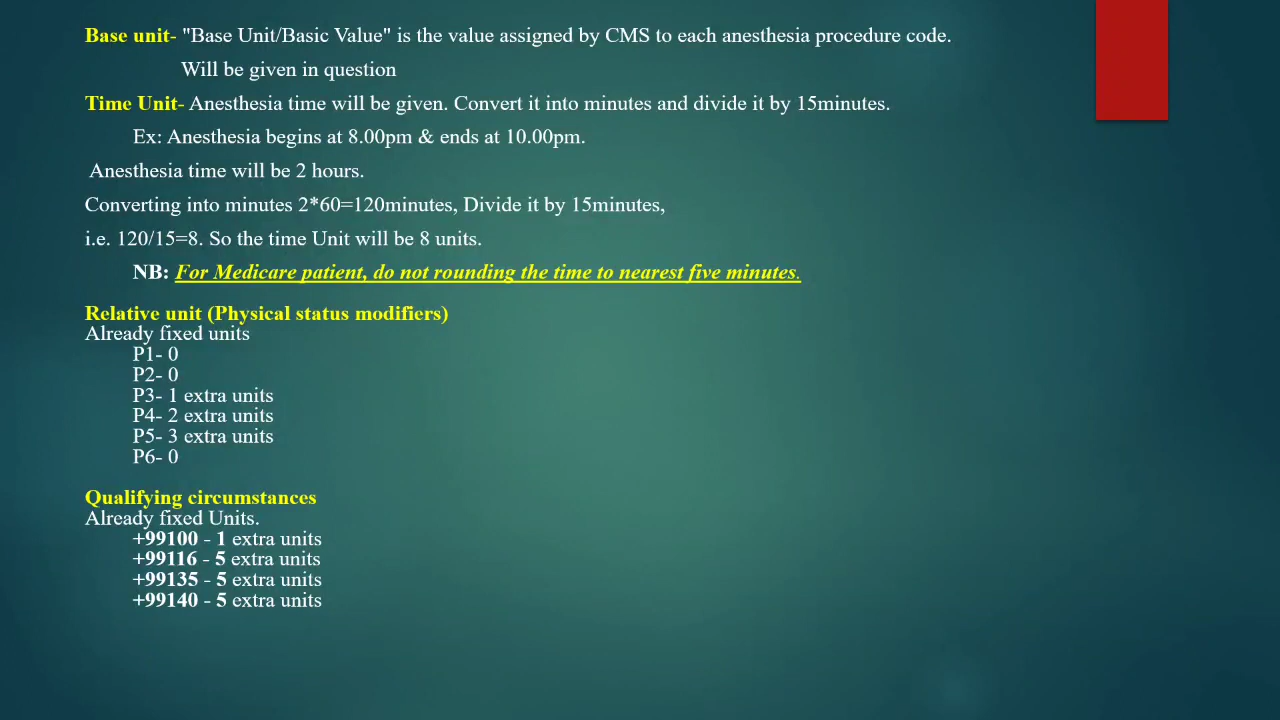 Base unit- "Base Unit/Basic Value" is the value assigned by CMS to each anesthesia procedure code.
Will be given in question
Time Unit- Anesthesia time will be given. Convert it into minutes and divide it by 15minutes.
Ex: Anesthesia begins at 8.00pm & ends at 10.00pm.
Anesthesia time will be 2 hours.
Converting into minutes 2*60=120minutes, Divide it by 15minutes,
i.e. 120/15=8. So the time Unit will be 8 units.
NB: For Medicare patient, do not rounding the time to nearest five minutes.
Relative unit (Physical status modifiers)
Already fixed units
P1- 0
P2- 0
P3- 1 extra units
P4- 2 extra units
P5- 3 extra units
P6- 0
Qualifying circumstances
Already fixed Units.
+99100 - 1 extra units
+99116 - 5 extra units
+99135 - 5 extra units
+99140 - 5 extra units